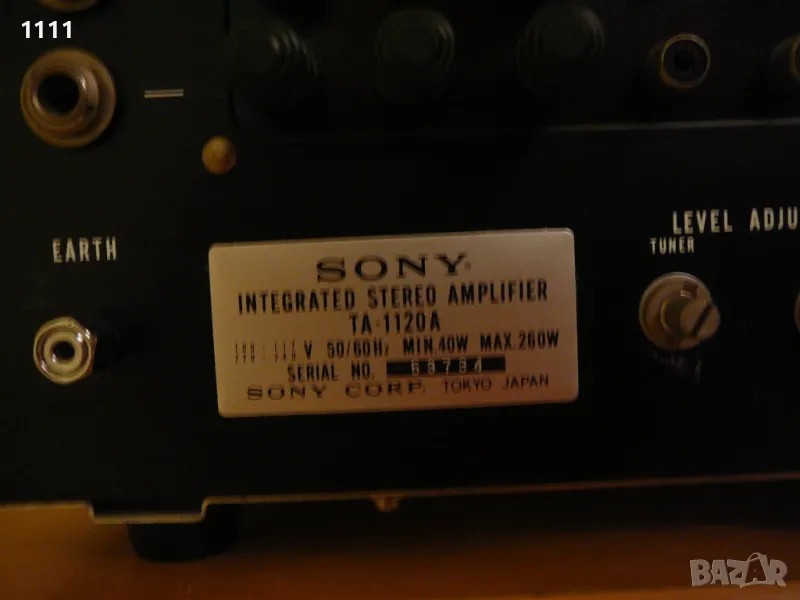 1111
EARTH
LEVEL ADJU
TUNER
SONY
INTEGRATED STEREO AMPLIFIER
TA-1120A
V 50/60Hz MIN.40W MAX.260W
SERIAL NO.
SONY CORP. TOKYO JAPAN
BAZAR